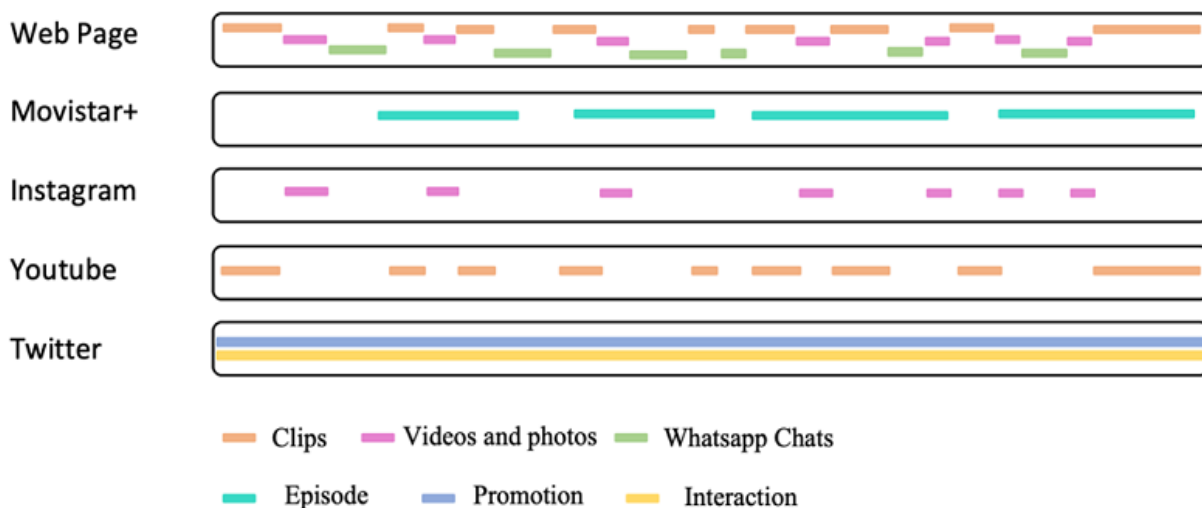 Web Page
Movistar+
Instagram
Youtube
Twitter
Clips Videos and photos Whatsapp Chats
Episode Promotion Interaction